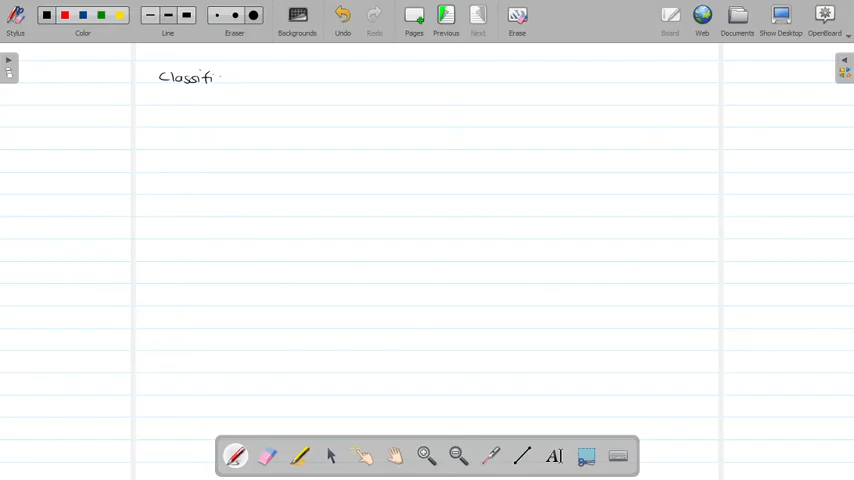 Stylus
Color
Line
Eraser
Backgrounds
Undo
Redo
Pages
Previous
Next
Erase
Board
Web
Documents
Show Desktop
OpenBoard
Classifi